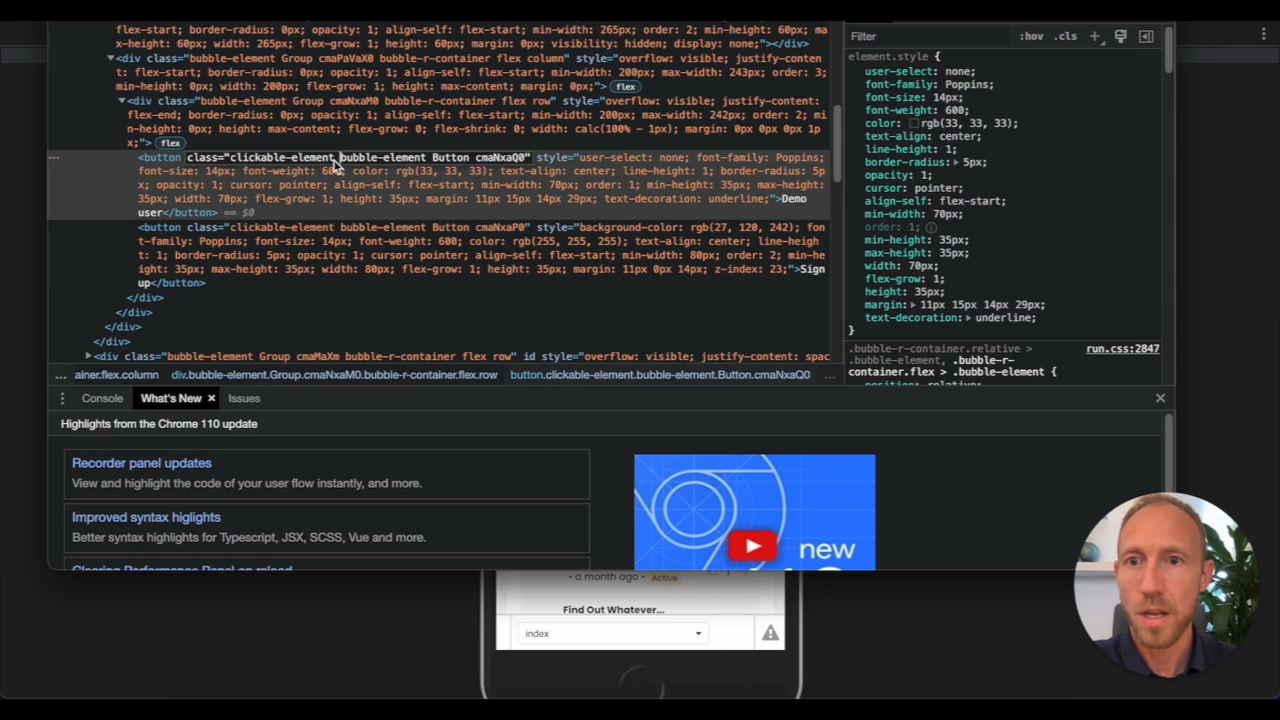 flex-start; border-radius: 0px; opacity: 1; align-self: flex-start; min-width: 265px; order: 2; min-height: 60px; ma
x-height: 60px; width: 265px; flex-grow: 1; height: 60px; margin: 0px; visibility: hidden; display: none;"></div>
<div class="bubble-element Group cmaPaVaX0 bubble-r-container flex column" style="overflow: visible; justify-conten
t: flex-start; border-radius: 0px; opacity: 1; align-self: flex-start; min-width: 200px; max-width: 243px; order: 3;
min-height: 0px; width: 200px; flex-grow: 1; height: max-content; margin: 0px;"> flex
<div class="bubble-element Group cmaNxaM0 bubble-r-container flex row" style="overflow: visible; justify-content:
flex-end; border-radius: 0px; opacity: 1; align-self: flex-start; min-width: 200px; max-width: 242px; order: 2; mi
n-height: 0px; height: max-content; flex-grow: 0; flex-shrink: 0; width: calc(100% - 1px); margin: 0px 0px 0px 1p
x;"> flex
<button class="clickable-element bubble-element Button cmaNxaQ0" style="user-select: none; font-family: Poppins;
font-size: 14px; font-weight: 600; color: rgb(33, 33, 33); text-align: center; line-height: 1; border-radius: 5p
x; opacity: 1; cursor: pointer; align-self: flex-start; min-width: 70px; order: 1; min-height: 35px; max-height:
35px; width: 70px; flex-grow: 1; height: 35px; margin: 11px 15px 14px 29px; text-decoration: underline;">Demo
user</button> == $0
<button class="clickable-element bubble-element Button cmaNxaP0" style="background-color: rgb(27, 120, 242); fon
t-family: Poppins; font-size: 14px; font-weight: 600; color: rgb(255, 255, 255); text-align: center; line-heigh
t: 1; border-radius: 5px; opacity: 1; cursor: pointer; align-self: flex-start; min-width: 80px; order: 2; min-he
ight: 35px; max-height: 35px; width: 80px; flex-grow: 1; height: 35px; margin: 11px 0px 14px; z-index: 23;">Sign
up</button>
</div>
</div>
</div>
</div>
<div class="bubble-element Group cmaMaXm bubble-r-container flex row" id style="overflow: visible; justify-content: spac
... ainer.flex.column div.bubble-element.Group.cmaNxaM0.bubble-r-container.flex.row button.clickable-element.bubble-element.Button.cmaNxaQ0 ...
Filter :hov .cls
element.style {
user-select: none;
font-family: Poppins;
font-size: 14px;
font-weight: 600;
color: rgb(33, 33, 33);
text-align: center;
line-height: 1;
border-radius: 5px;
opacity: 1;
cursor: pointer;
align-self: flex-start;
min-width: 70px;
order: 1;
min-height: 35px;
max-height: 35px;
width: 70px;
flex-grow: 1;
height: 35px;
margin: 11px 15px 14px 29px;
text-decoration: underline;
}
.bubble-r-container.relative > run.css:2847
.bubble-element, .bubble-r-
container.flex > .bubble-element {
position: relative;
Console What's New Issues
Highlights from the Chrome 110 update
Recorder panel updates
View and highlight the code of your user flow instantly, and more.
Improved syntax higlights
Better syntax highlights for Typescript, JSX, SCSS, Vue and more.
Clearing Performance Panel on reload
new
• a month ago • Active
Find Out Whatever...
index